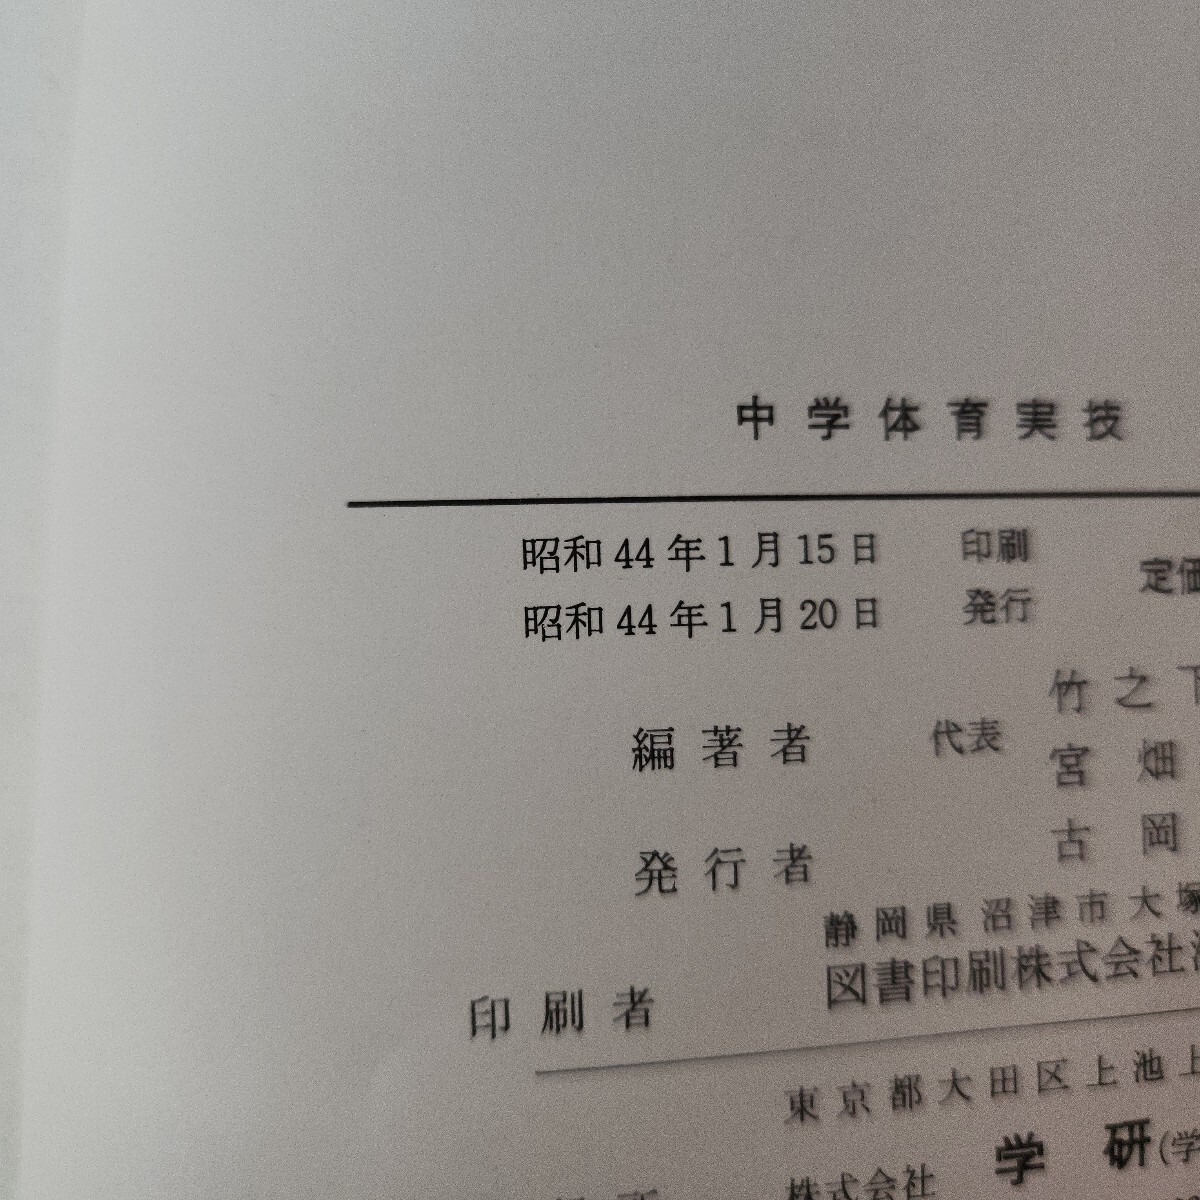 中学体育実技
昭和44年1月15日 印刷
昭和44年1月20日 発行
定価
編著者 代表 竹之下
宮畑
発行者 古岡
静岡県沼津市大塚
印刷者 図書印刷株式会社
東京都大田区上池上
株式会社 学研(学